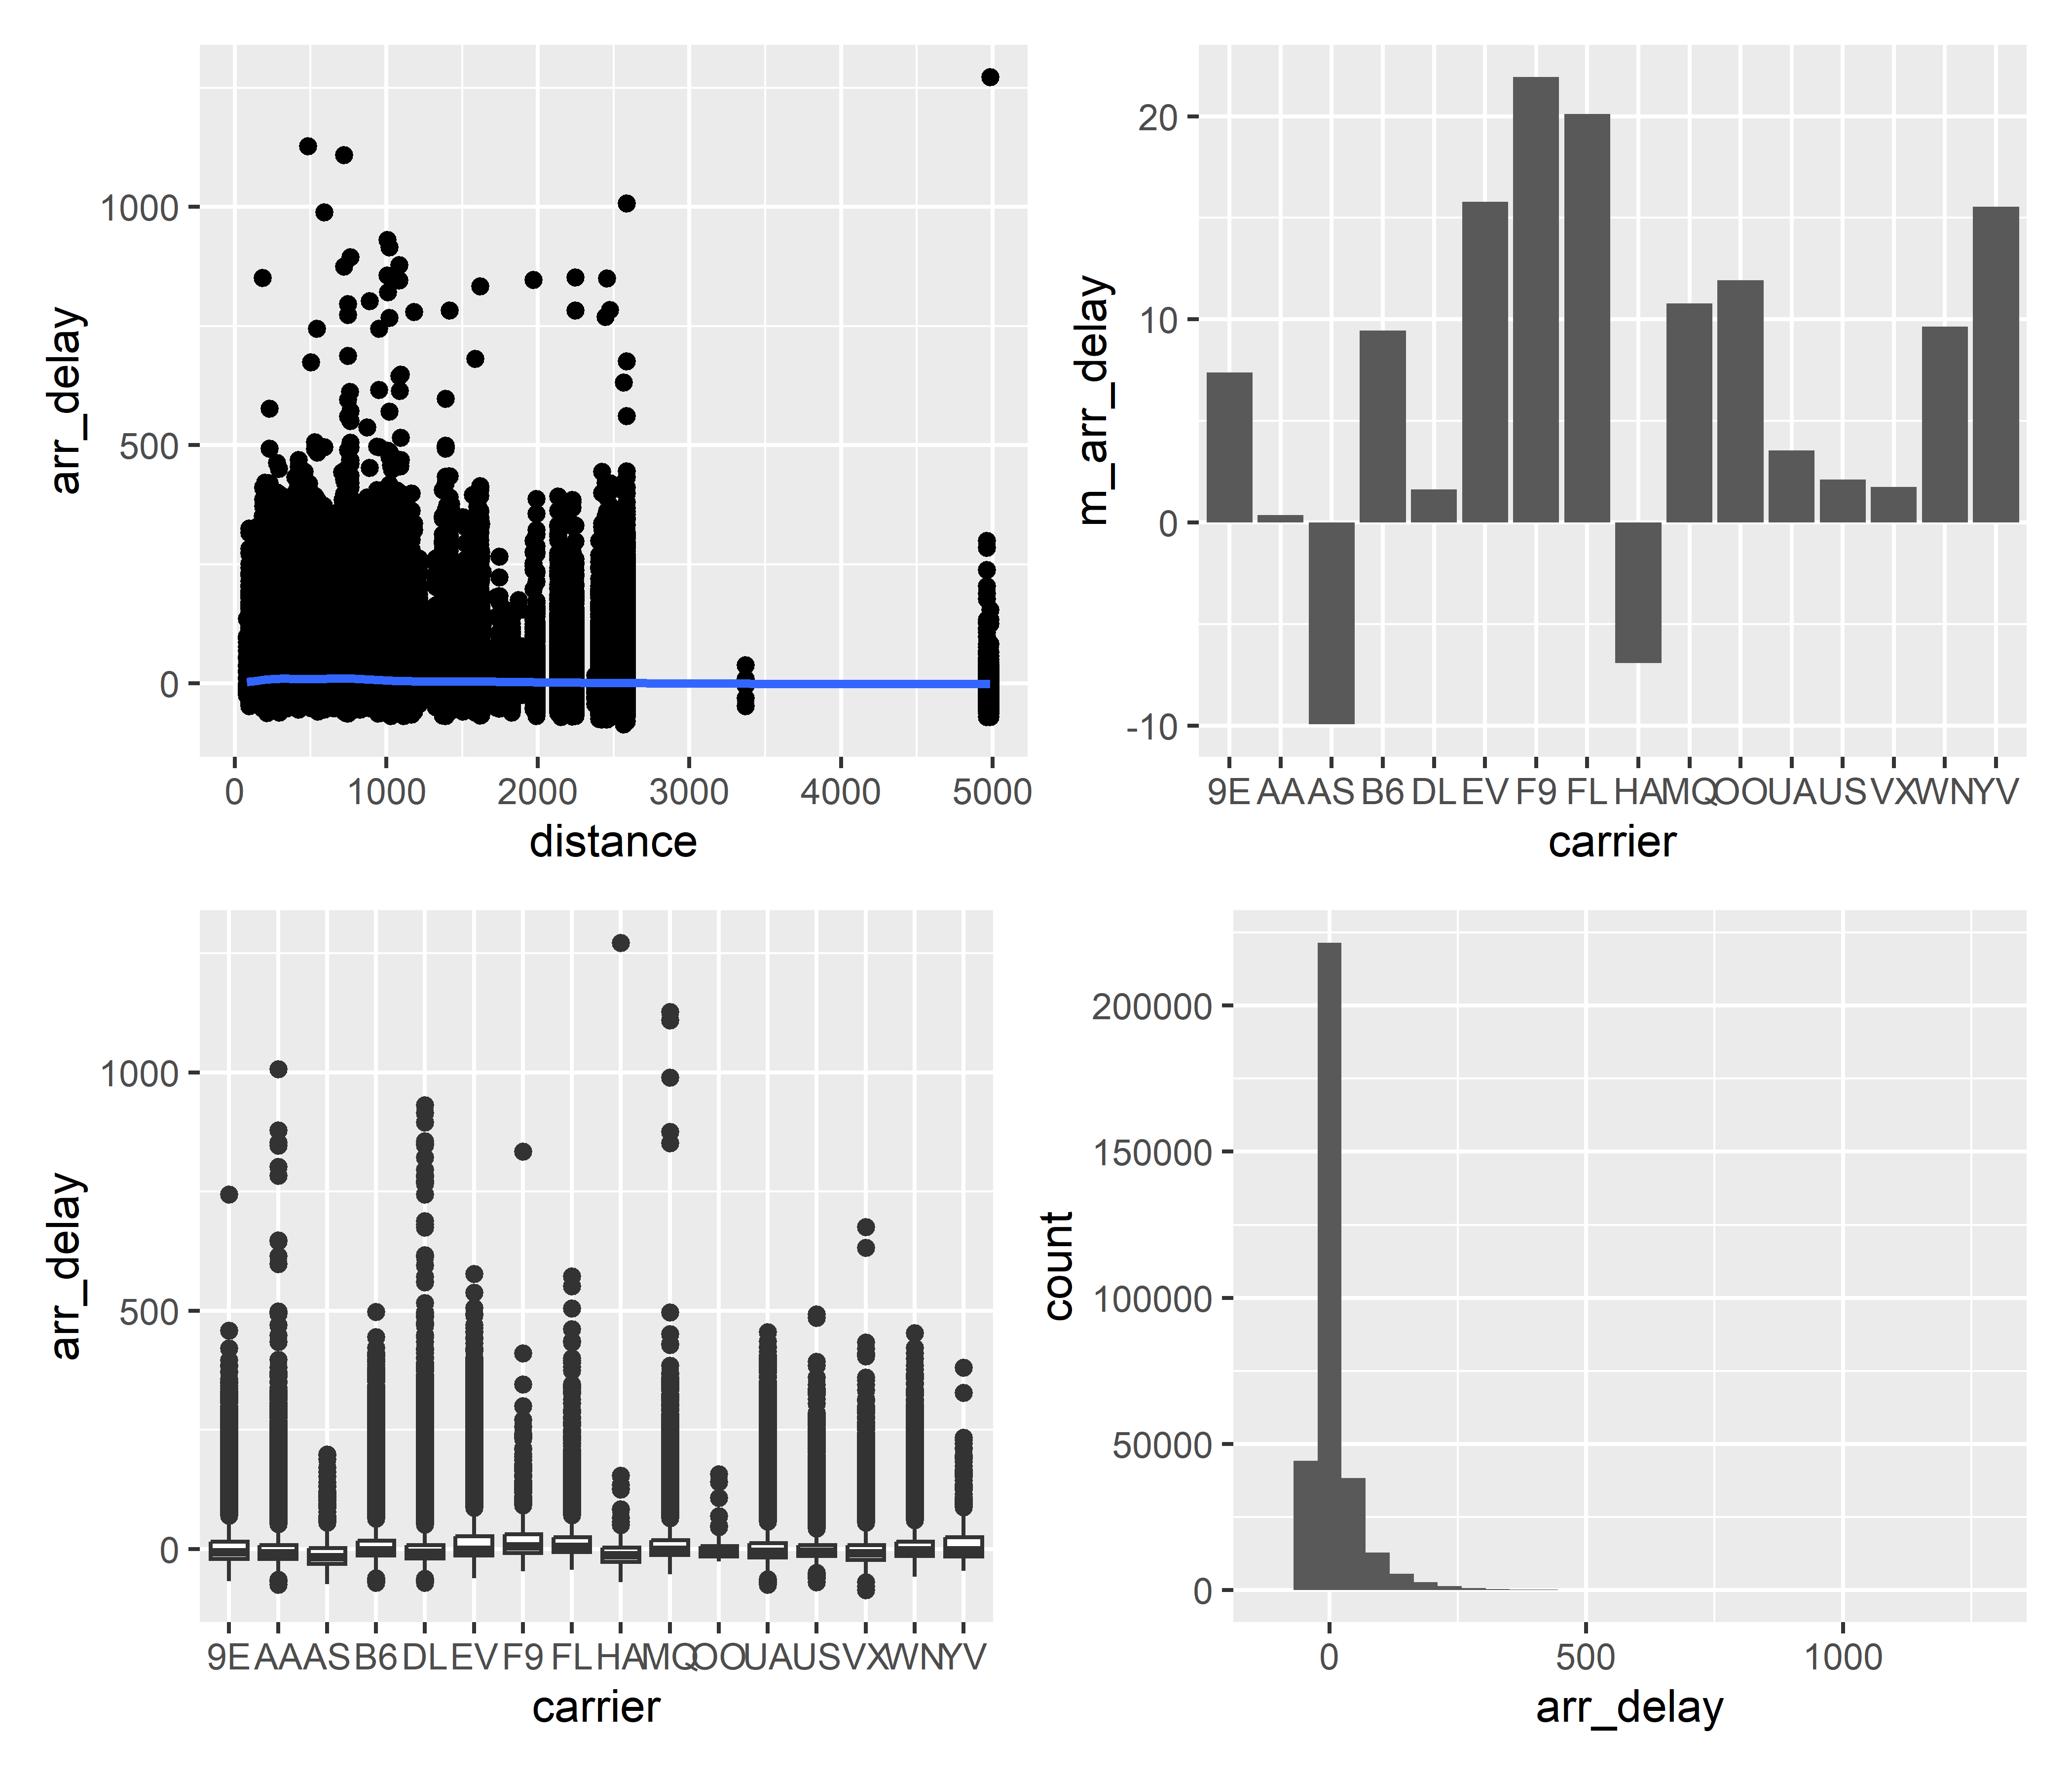 arr_delay
1000
500
0
0 1000 2000 3000 4000 5000
distance
m_arr_delay
20
10
0
-10
9E AA AS B6 DL EV F9 FL HA MQ OO UA US VX WN YV
carrier
arr_delay
1000
500
0
9E AA AS B6 DL EV F9 FL HA MQ OO UA US VX WN YV
carrier
count
200000
150000
100000
50000
0
0 500 1000
arr_delay